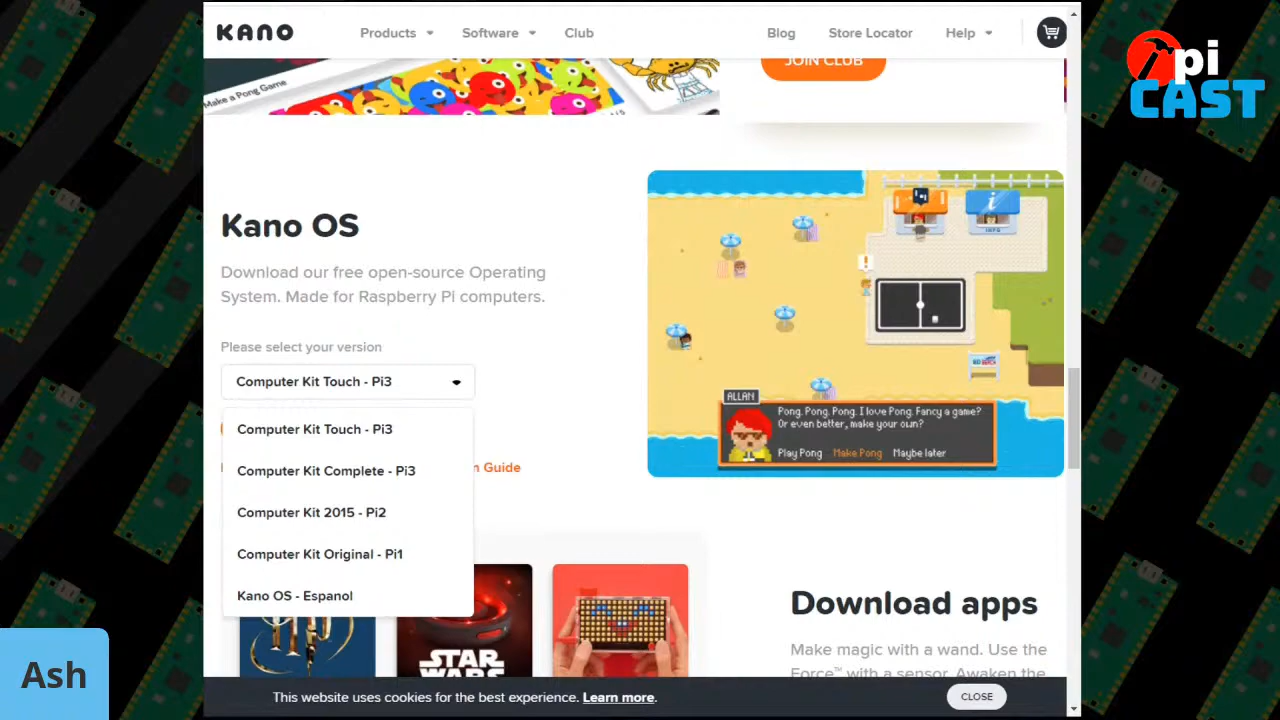 KANO
Products
Software
Club
Blog
Store Locator
Help
pi
CAST
Make a Pong Game
JOIN CLUB
Kano OS
Download our free open-source Operating
System. Made for Raspberry Pi computers.
Please select your version
Computer Kit Touch - Pi3
Computer Kit Touch - Pi3
Computer Kit Complete - Pi3
Computer Kit 2015 - Pi2
Computer Kit Original - Pi1
Kano OS - Espanol
Guide
ALLAN
Pong. Pong. Pong. I love Pong. Fancy a game?
Or even better, make your own?
Play Pong Make Pong Maybe later
STAR
WARS
Download apps
Make magic with a wand. Use the
Force™ with a sensor. Awaken the
Ash
This website uses cookies for the best experience. Learn more.
CLOSE